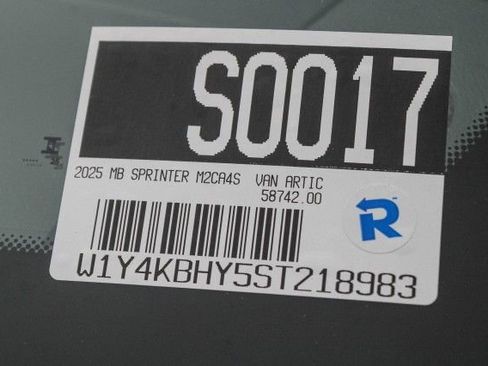 S0017
2025 MB SPRINTER M2CA4S VAN ARTIC
58742.00
R
W1Y4KBHY5ST218983